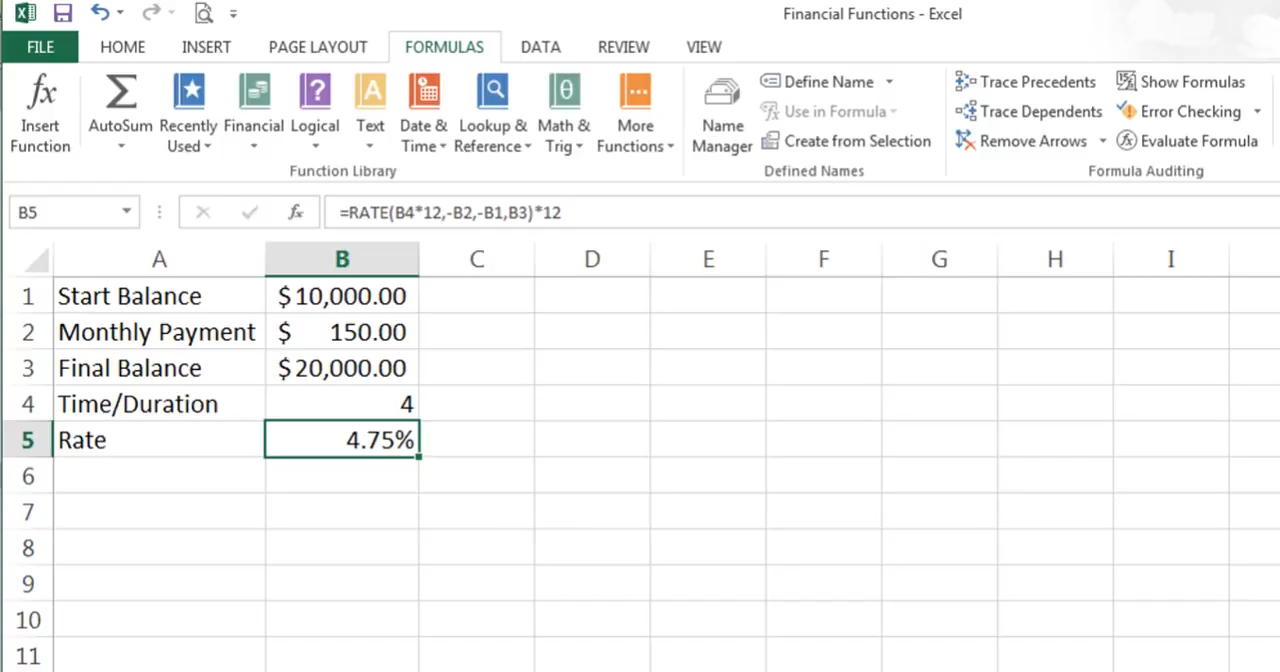 Financial Functions - Excel
FILE HOME INSERT PAGE LAYOUT FORMULAS DATA REVIEW VIEW
fx Σ ? A θ
Insert Function
AutoSum
Recently Used
Financial
Logical
Text
Date & Time
Lookup & Reference
Math & Trig
More Functions
Function Library
Name Manager
Define Name
Use in Formula
Create from Selection
Defined Names
Trace Precedents
Trace Dependents
Remove Arrows
Show Formulas
Error Checking
Evaluate Formula
Formula Auditing
B5 fx =RATE(B4*12,-B2,-B1,B3)*12
A B C D E F G H I
1 Start Balance $10,000.00
2 Monthly Payment $ 150.00
3 Final Balance $20,000.00
4 Time/Duration 4
5 Rate 4.75%
6
7
8
9
10
11